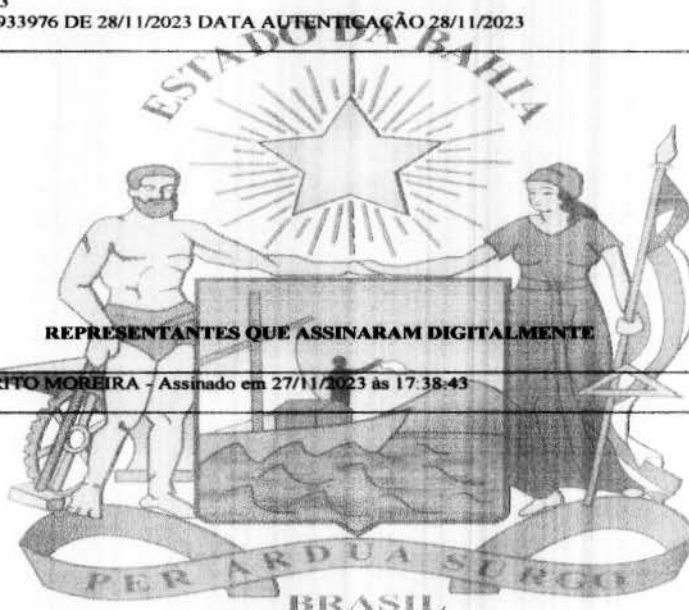 933976 DE 28/11/2023 DATA AUTENTICAÇÃO 28/11/2023
ESTADO DA BAHIA
REPRESENTANTES QUE ASSINARAM DIGITALMENTE
RITO MOREIRA - Assinado em 27/11/2023 às 17:38:43
PER ARDUA SURGO
BRASIL